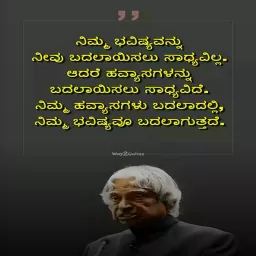 ನಿಮ್ಮ ಭವಿಷ್ಯವನ್ನು
ನೀವು ಬದಲಾಯಿಸಲು ಸಾಧ್ಯವಿಲ್ಲ.
ಆದರೆ ಹವ್ಯಾಸಗಳನ್ನು
ಬದಲಾಯಿಸಲು ಸಾಧ್ಯವಿದೆ.
ನಿಮ್ಮ ಹವ್ಯಾಸಗಳು ಬದಲಾದಲ್ಲಿ,
ನಿಮ್ಮ ಭವಿಷ್ಯವೂ ಬದಲಾಗುತ್ತದೆ.